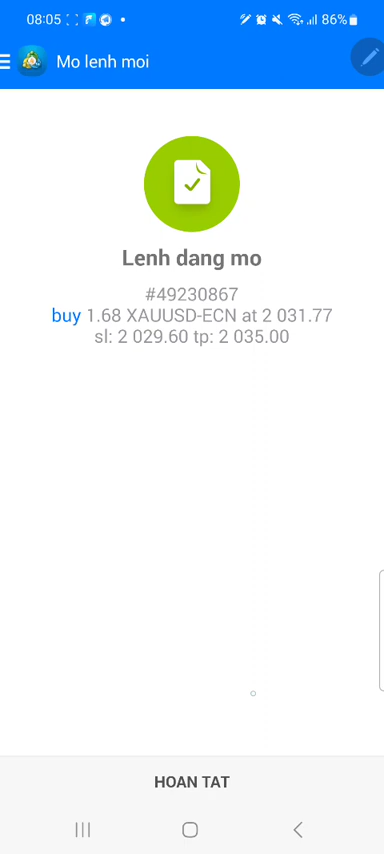 08:05 86%
Mo lenh moi
Lenh dang mo
#49230867
buy 1.68 XAUUSD-ECN at 2 031.77
sl: 2 029.60 tp: 2 035.00
HOAN TAT